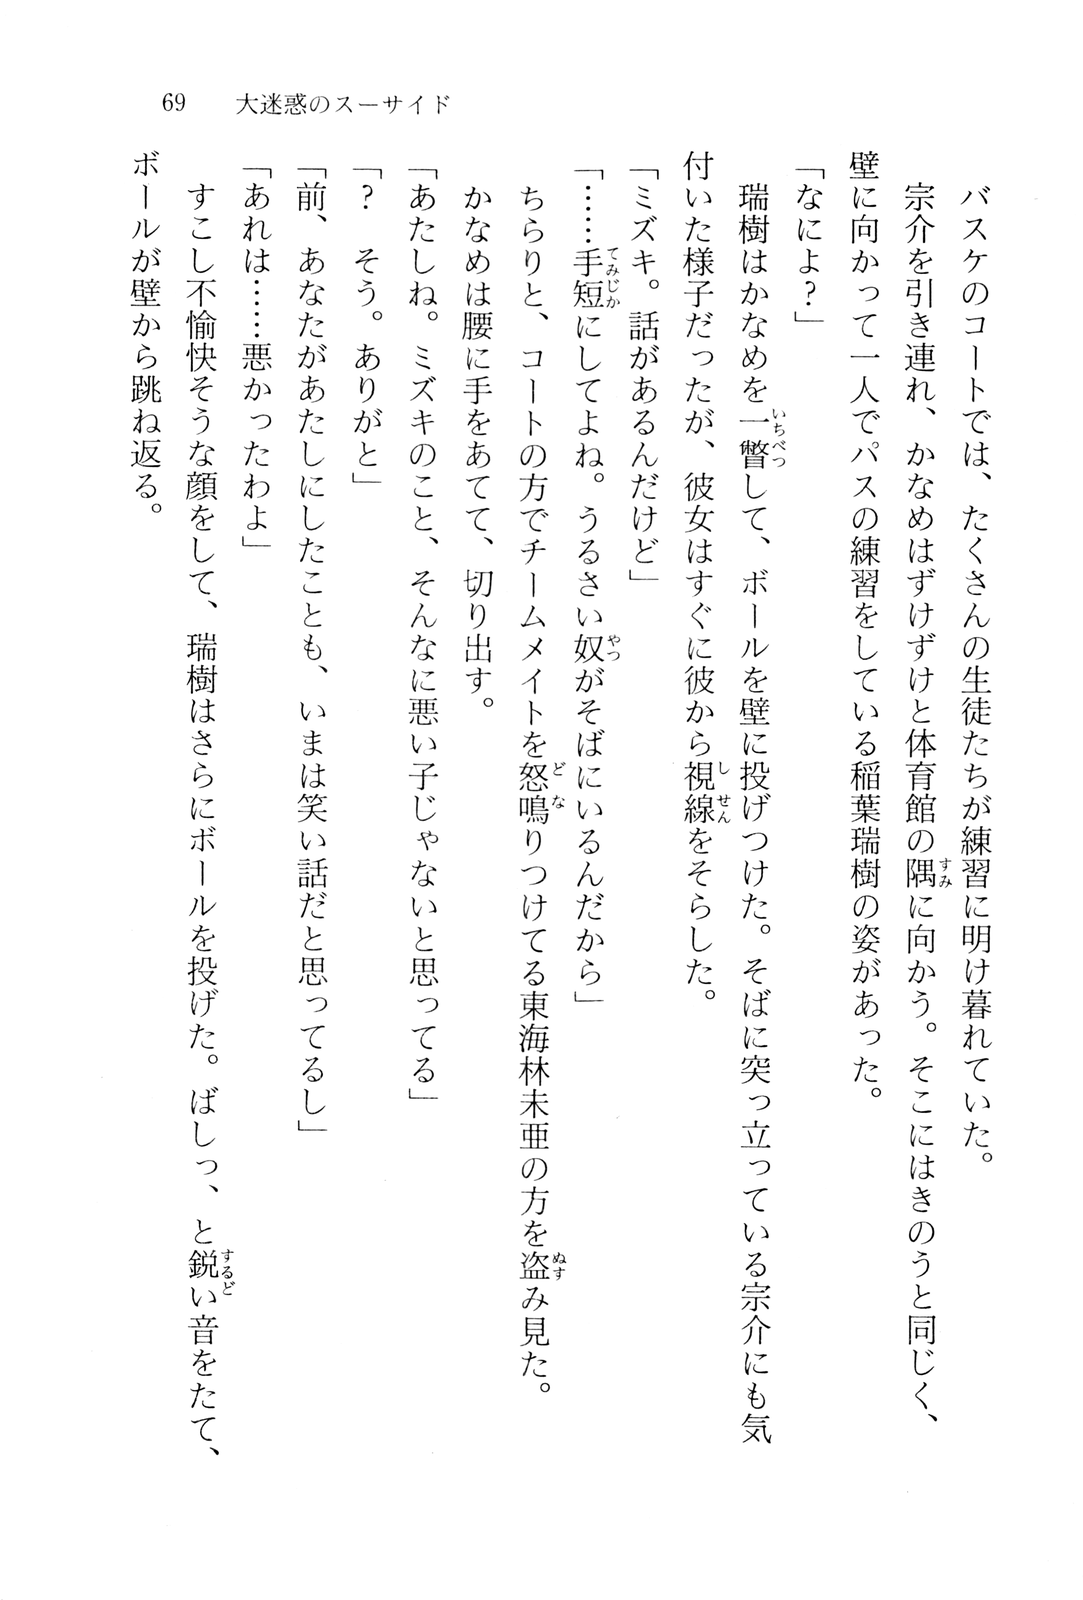 69　大迷惑のスーサイド
　バスケのコートでは、たくさんの生徒たちが練習に明け暮れていた。
　宗介を引き連れ、かなめはずけずけと体育館の隅に向かう。そこにはきのうと同じく、
壁に向かって一人でパスの練習をしている稲葉瑞樹の姿があった。
「なによ？」
　瑞樹はかなめを一瞥して、ボールを壁に投げつけた。そばに突っ立っている宗介にも気
付いた様子だったが、彼女はすぐに彼から視線をそらした。
「ミズキ。話があるんだけど」
「……手短にしてよね。うるさい奴がそばにいるんだから」
　ちらりと、コートの方でチームメイトを怒鳴りつけてる東海林未亜の方を盗み見た。
　かなめは腰に手をあてて、切り出す。
「あたしね。ミズキのこと、そんなに悪い子じゃないと思ってる」
「？　そう。ありがと」
「前、あなたがあたしにしたことも、いまは笑い話だと思ってるし」
「あれは……悪かったわよ」
　すこし不愉快そうな顔をして、瑞樹はさらにボールを投げた。ばしっ、と鋭い音をたて、
ボールが壁から跳ね返る。